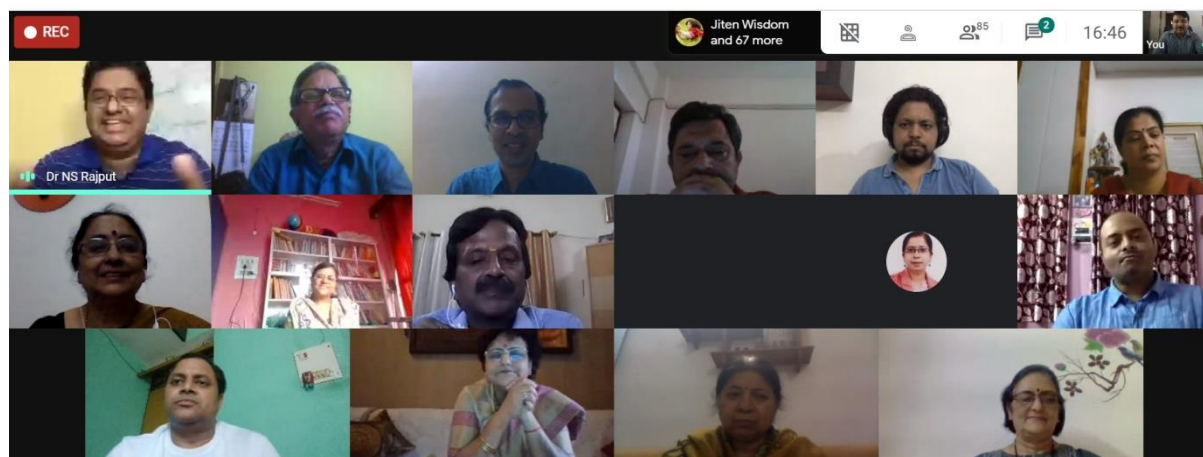 REC
Jiten Wisdom
and 67 more
85
2
16:46
You
Dr NS Rajput